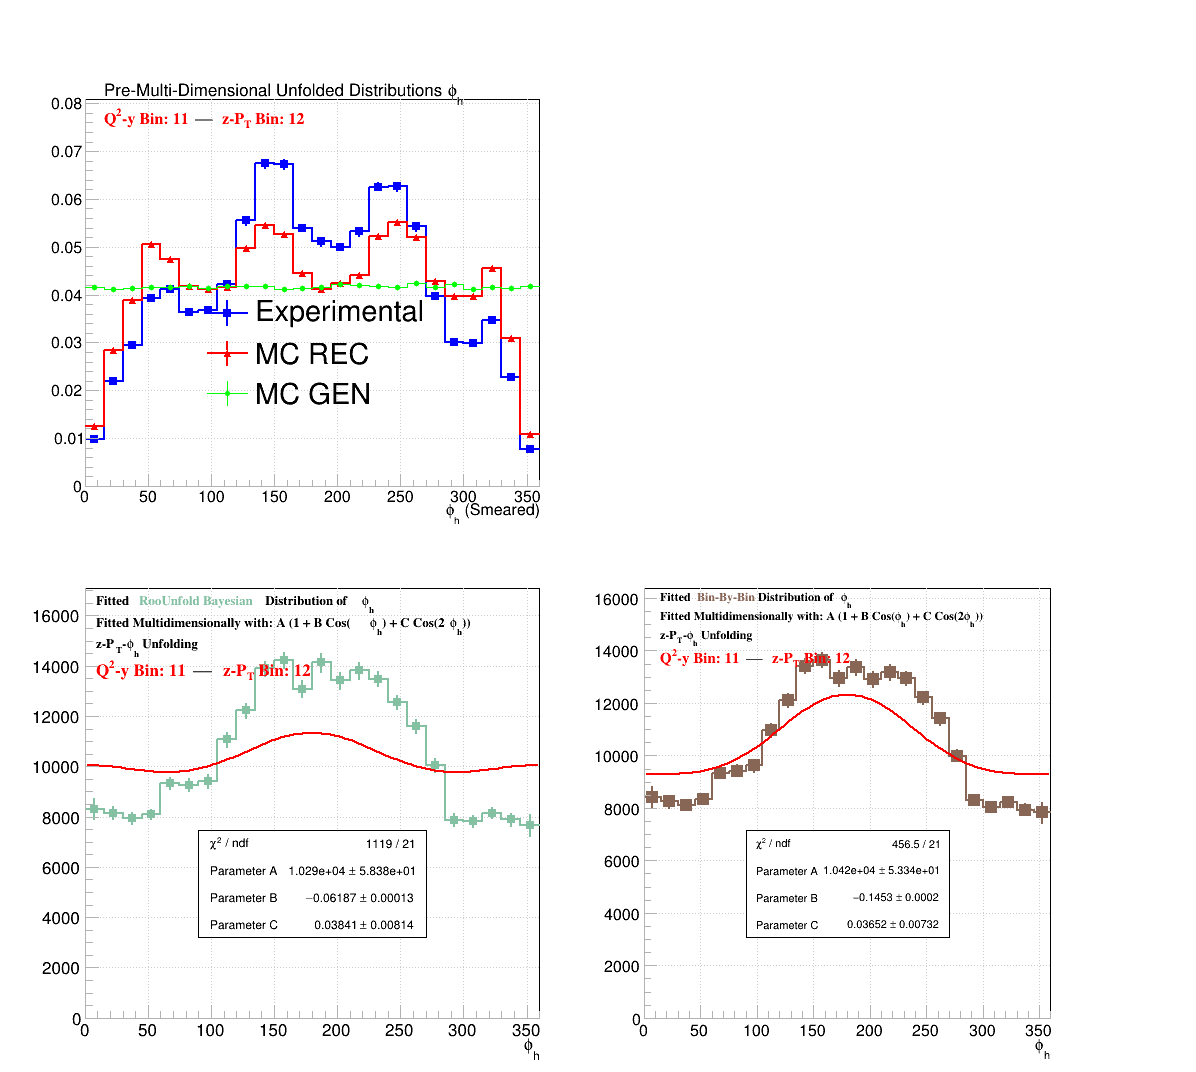 Pre-Multi-Dimensional Unfolded Distributions ϕh
Q²-y Bin: 11 — z-PT Bin: 12
0.08
0.07
0.06
0.05
0.04
0.03
0.02
0.01
0
Experimental
MC REC
MC GEN
0 50 100 150 200 250 300 350
ϕh (Smeared)
Fitted RooUnfold Bayesian Distribution of ϕh
Fitted Multidimensionally with: A (1 + B Cos( ϕh) + C Cos(2 ϕh))
z-PT-ϕh Unfolding
Q²-y Bin: 11 — z-PT Bin: 12
16000
14000
12000
10000
8000
6000
4000
2000
0
χ² / ndf 1119 / 21
Parameter A 1.029e+04 ± 5.838e+01
Parameter B −0.06187 ± 0.00013
Parameter C 0.03841 ± 0.00814
0 50 100 150 200 250 300 350
ϕh
Fitted Bin-By-Bin Distribution of ϕh
Fitted Multidimensionally with: A (1 + B Cos(ϕh) + C Cos(2ϕh))
z-PT-ϕh Unfolding
Q²-y Bin: 11 — z-PT Bin: 12
16000
14000
12000
10000
8000
6000
4000
2000
0
χ² / ndf 456.5 / 21
Parameter A 1.042e+04 ± 5.334e+01
Parameter B −0.1453 ± 0.0002
Parameter C 0.03652 ± 0.00732
0 50 100 150 200 250 300 350
ϕh